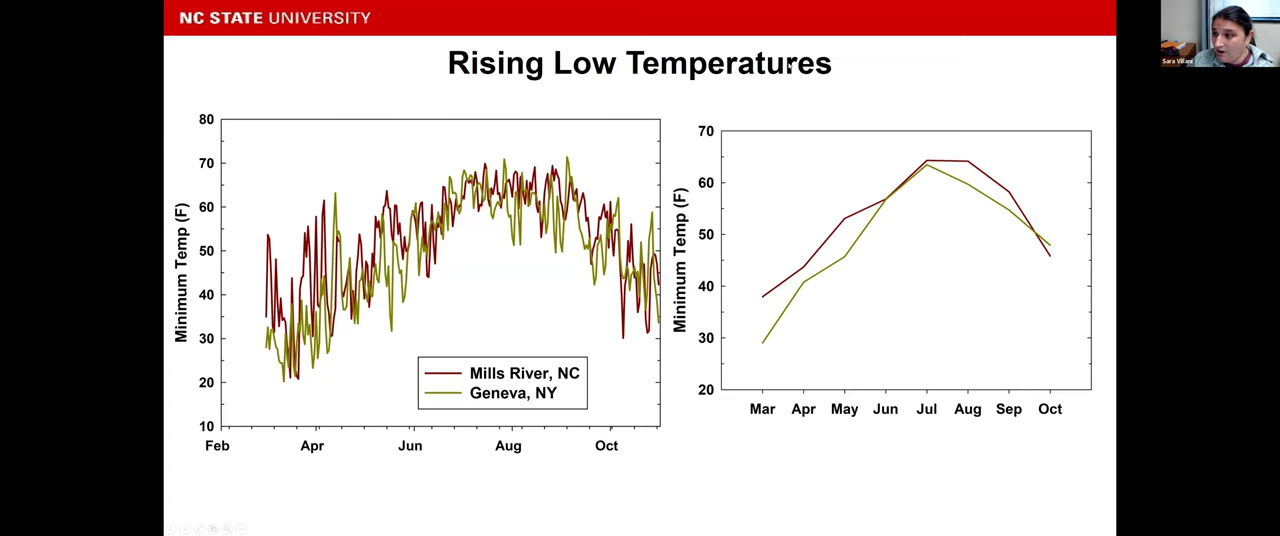 NC STATE UNIVERSITY
Sara Villani
Rising Low Temperatures
80
70
60
50
40
30
20
10
Minimum Temp (F)
Feb Apr Jun Aug Oct
Mills River, NC
Geneva, NY
70
60
50
40
30
20
Minimum Temp (F)
Mar Apr May Jun Jul Aug Sep Oct